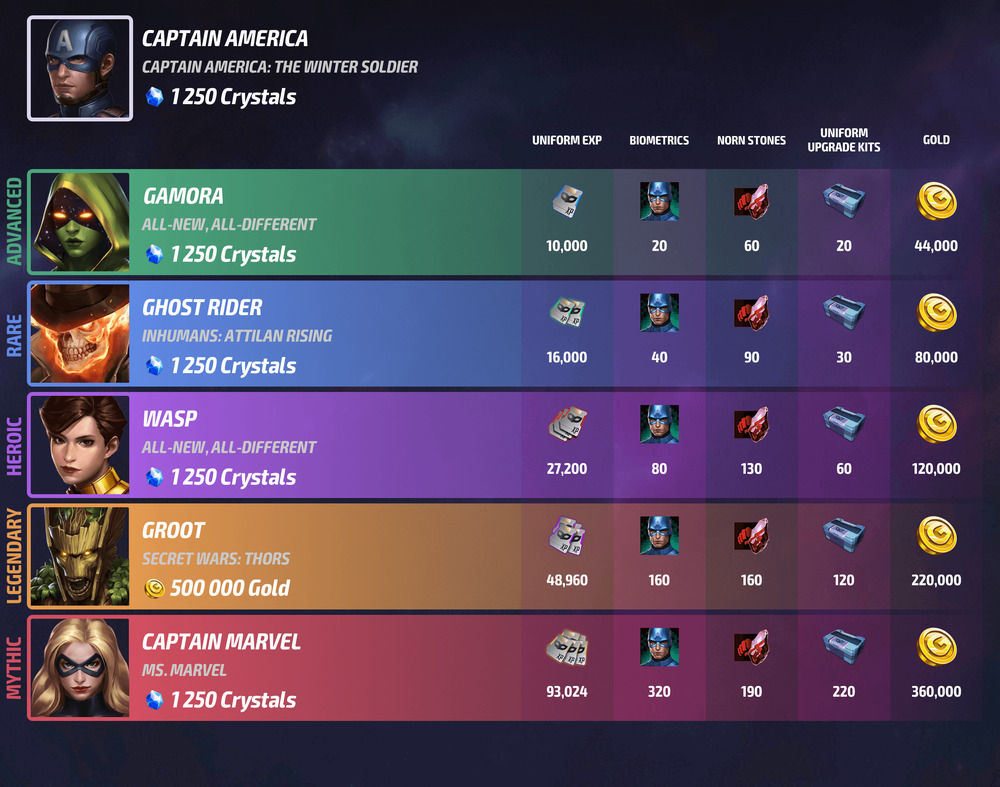 CAPTAIN AMERICA
CAPTAIN AMERICA: THE WINTER SOLDIER
1 250 Crystals
UNIFORM EXP
BIOMETRICS
NORN STONES
UNIFORM
UPGRADE KITS
GOLD
ADVANCED
GAMORA
ALL-NEW, ALL-DIFFERENT
1 250 Crystals
10,000
20
60
20
44,000
RARE
GHOST RIDER
INHUMANS: ATTILAN RISING
1 250 Crystals
16,000
40
90
30
80,000
HEROIC
WASP
ALL-NEW, ALL-DIFFERENT
1 250 Crystals
27,200
80
130
60
120,000
LEGENDARY
GROOT
SECRET WARS: THORS
500 000 Gold
48,960
160
160
120
220,000
MYTHIC
CAPTAIN MARVEL
MS. MARVEL
1 250 Crystals
93,024
320
190
220
360,000